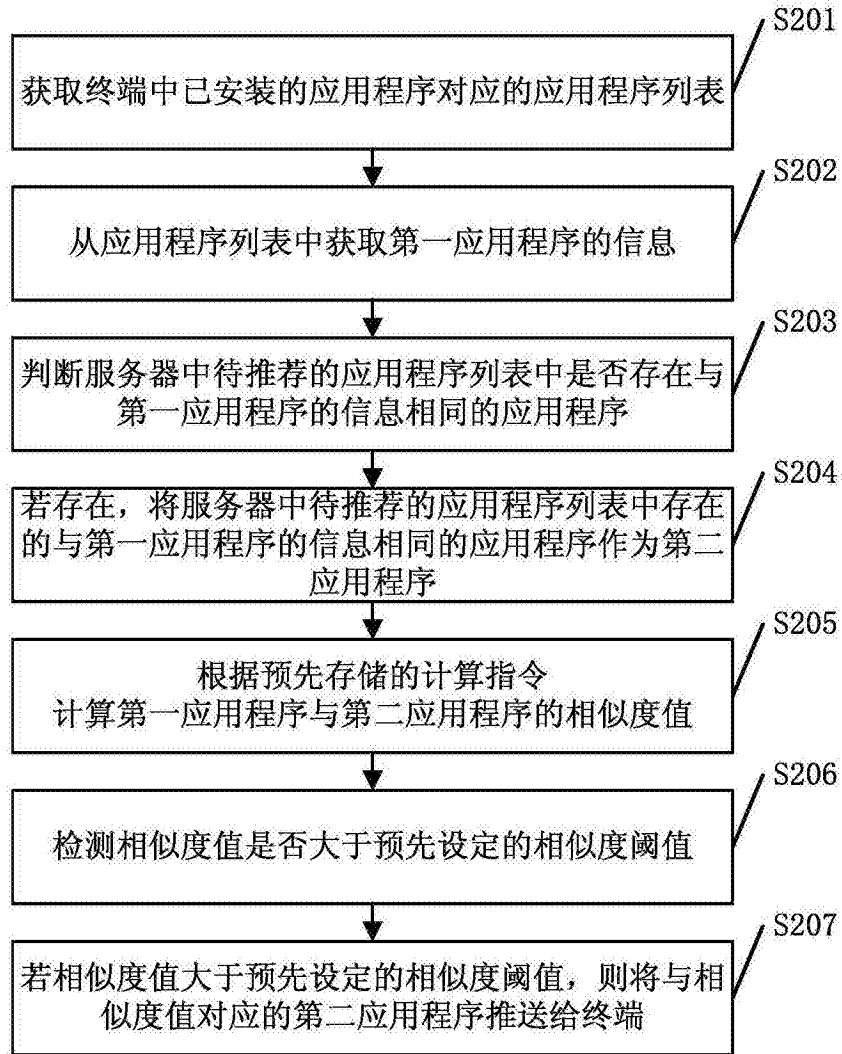 S201
获取终端中已安装的应用程序对应的应用程序列表
S202
从应用程序列表中获取第一应用程序的信息
S203
判断服务器中待推荐的应用程序列表中是否存在与
第一应用程序的信息相同的应用程序
S204
若存在，将服务器中待推荐的应用程序列表中存在
的与第一应用程序的信息相同的应用程序作为第二
应用程序
S205
根据预先存储的计算指令
计算第一应用程序与第二应用程序的相似度值
S206
检测相似度值是否大于预先设定的相似度阈值
S207
若相似度值大于预先设定的相似度阈值，则将与相
似度值对应的第二应用程序推送给终端